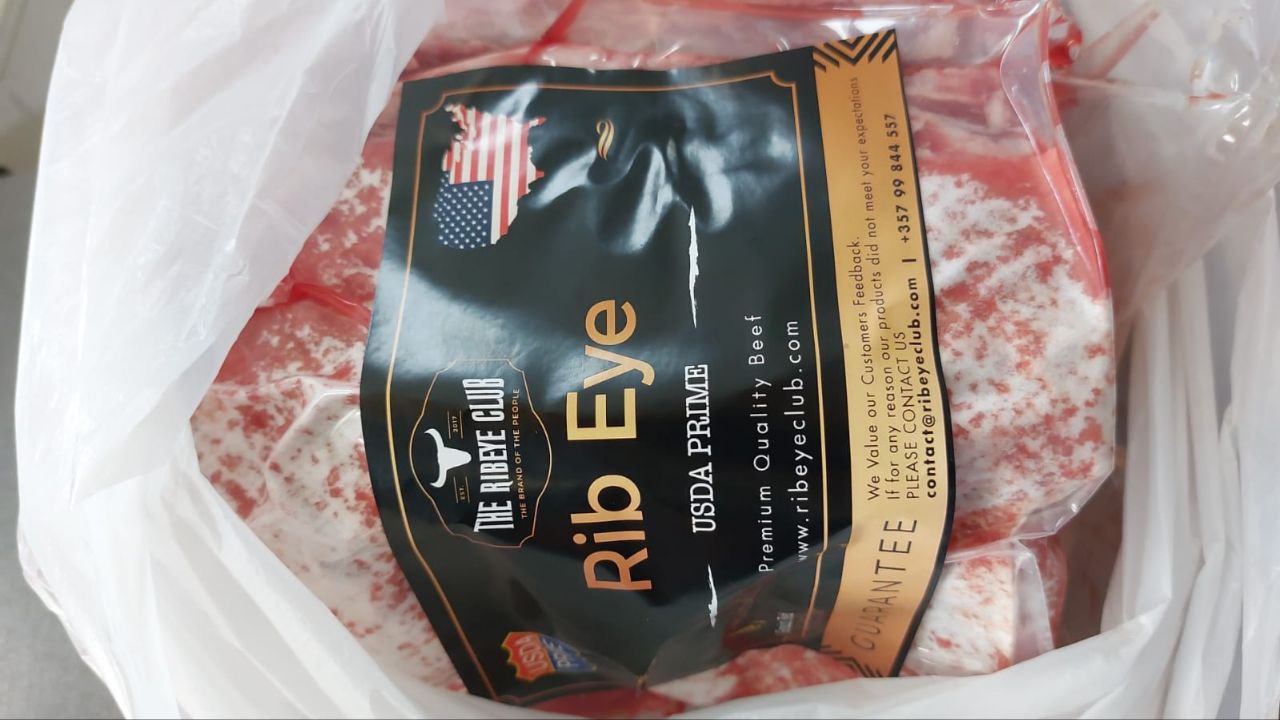 EST. 2017
THE RIBEYE CLUB
THE BRAND OF THE PEOPLE
Rib Eye
USDA PRIME
Premium Quality Beef
www.ribeyeclub.com
USDA
GUARANTEE
We Value our Customers Feedback.
If for any reason our products did not meet your expectations
PLEASE CONTACT US
contact@ribeyeclub.com | +357 99 844 557